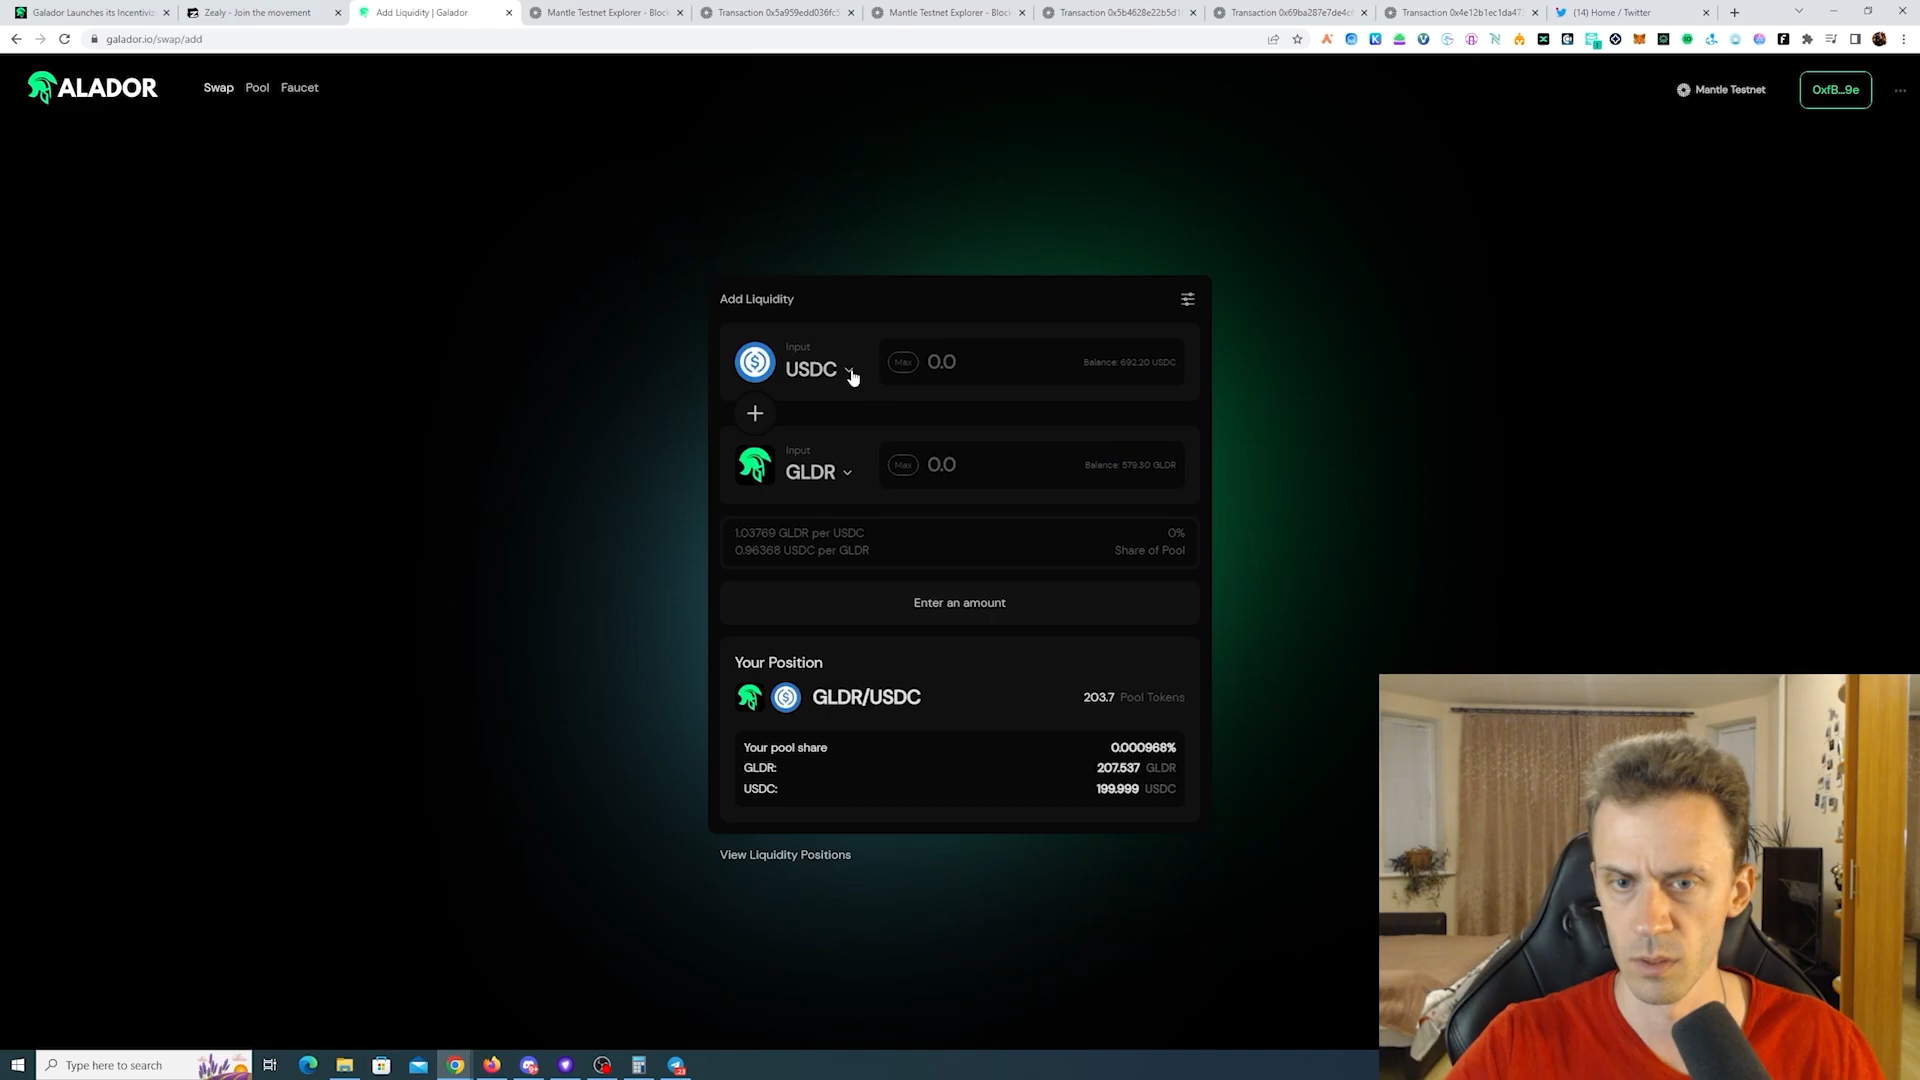 Galador Launches its Incentiviz
Zealy - Join the movement
Add Liquidity | Galador
Mantle Testnet Explorer - Block
Transaction 0x5a959edd036fc5
Mantle Testnet Explorer - Block
Transaction 0x5b4628e22b5d1
Transaction 0x69ba287e7de4c
Transaction 0x4e12b1ec1da47
(14) Home / Twitter
galador.io/swap/add
ALADOR
Swap
Pool
Faucet
Mantle Testnet
0xfB...9e
Add Liquidity
Input
USDC
Max
0.0
Balance: 692.20 USDC
Input
GLDR
Max
0.0
Balance: 579.30 GLDR
1.03769 GLDR per USDC
0%
0.96368 USDC per GLDR
Share of Pool
Enter an amount
Your Position
GLDR/USDC
203.7 Pool Tokens
Your pool share
0.000968%
GLDR:
207.537 GLDR
USDC:
199.999 USDC
View Liquidity Positions
Type here to search